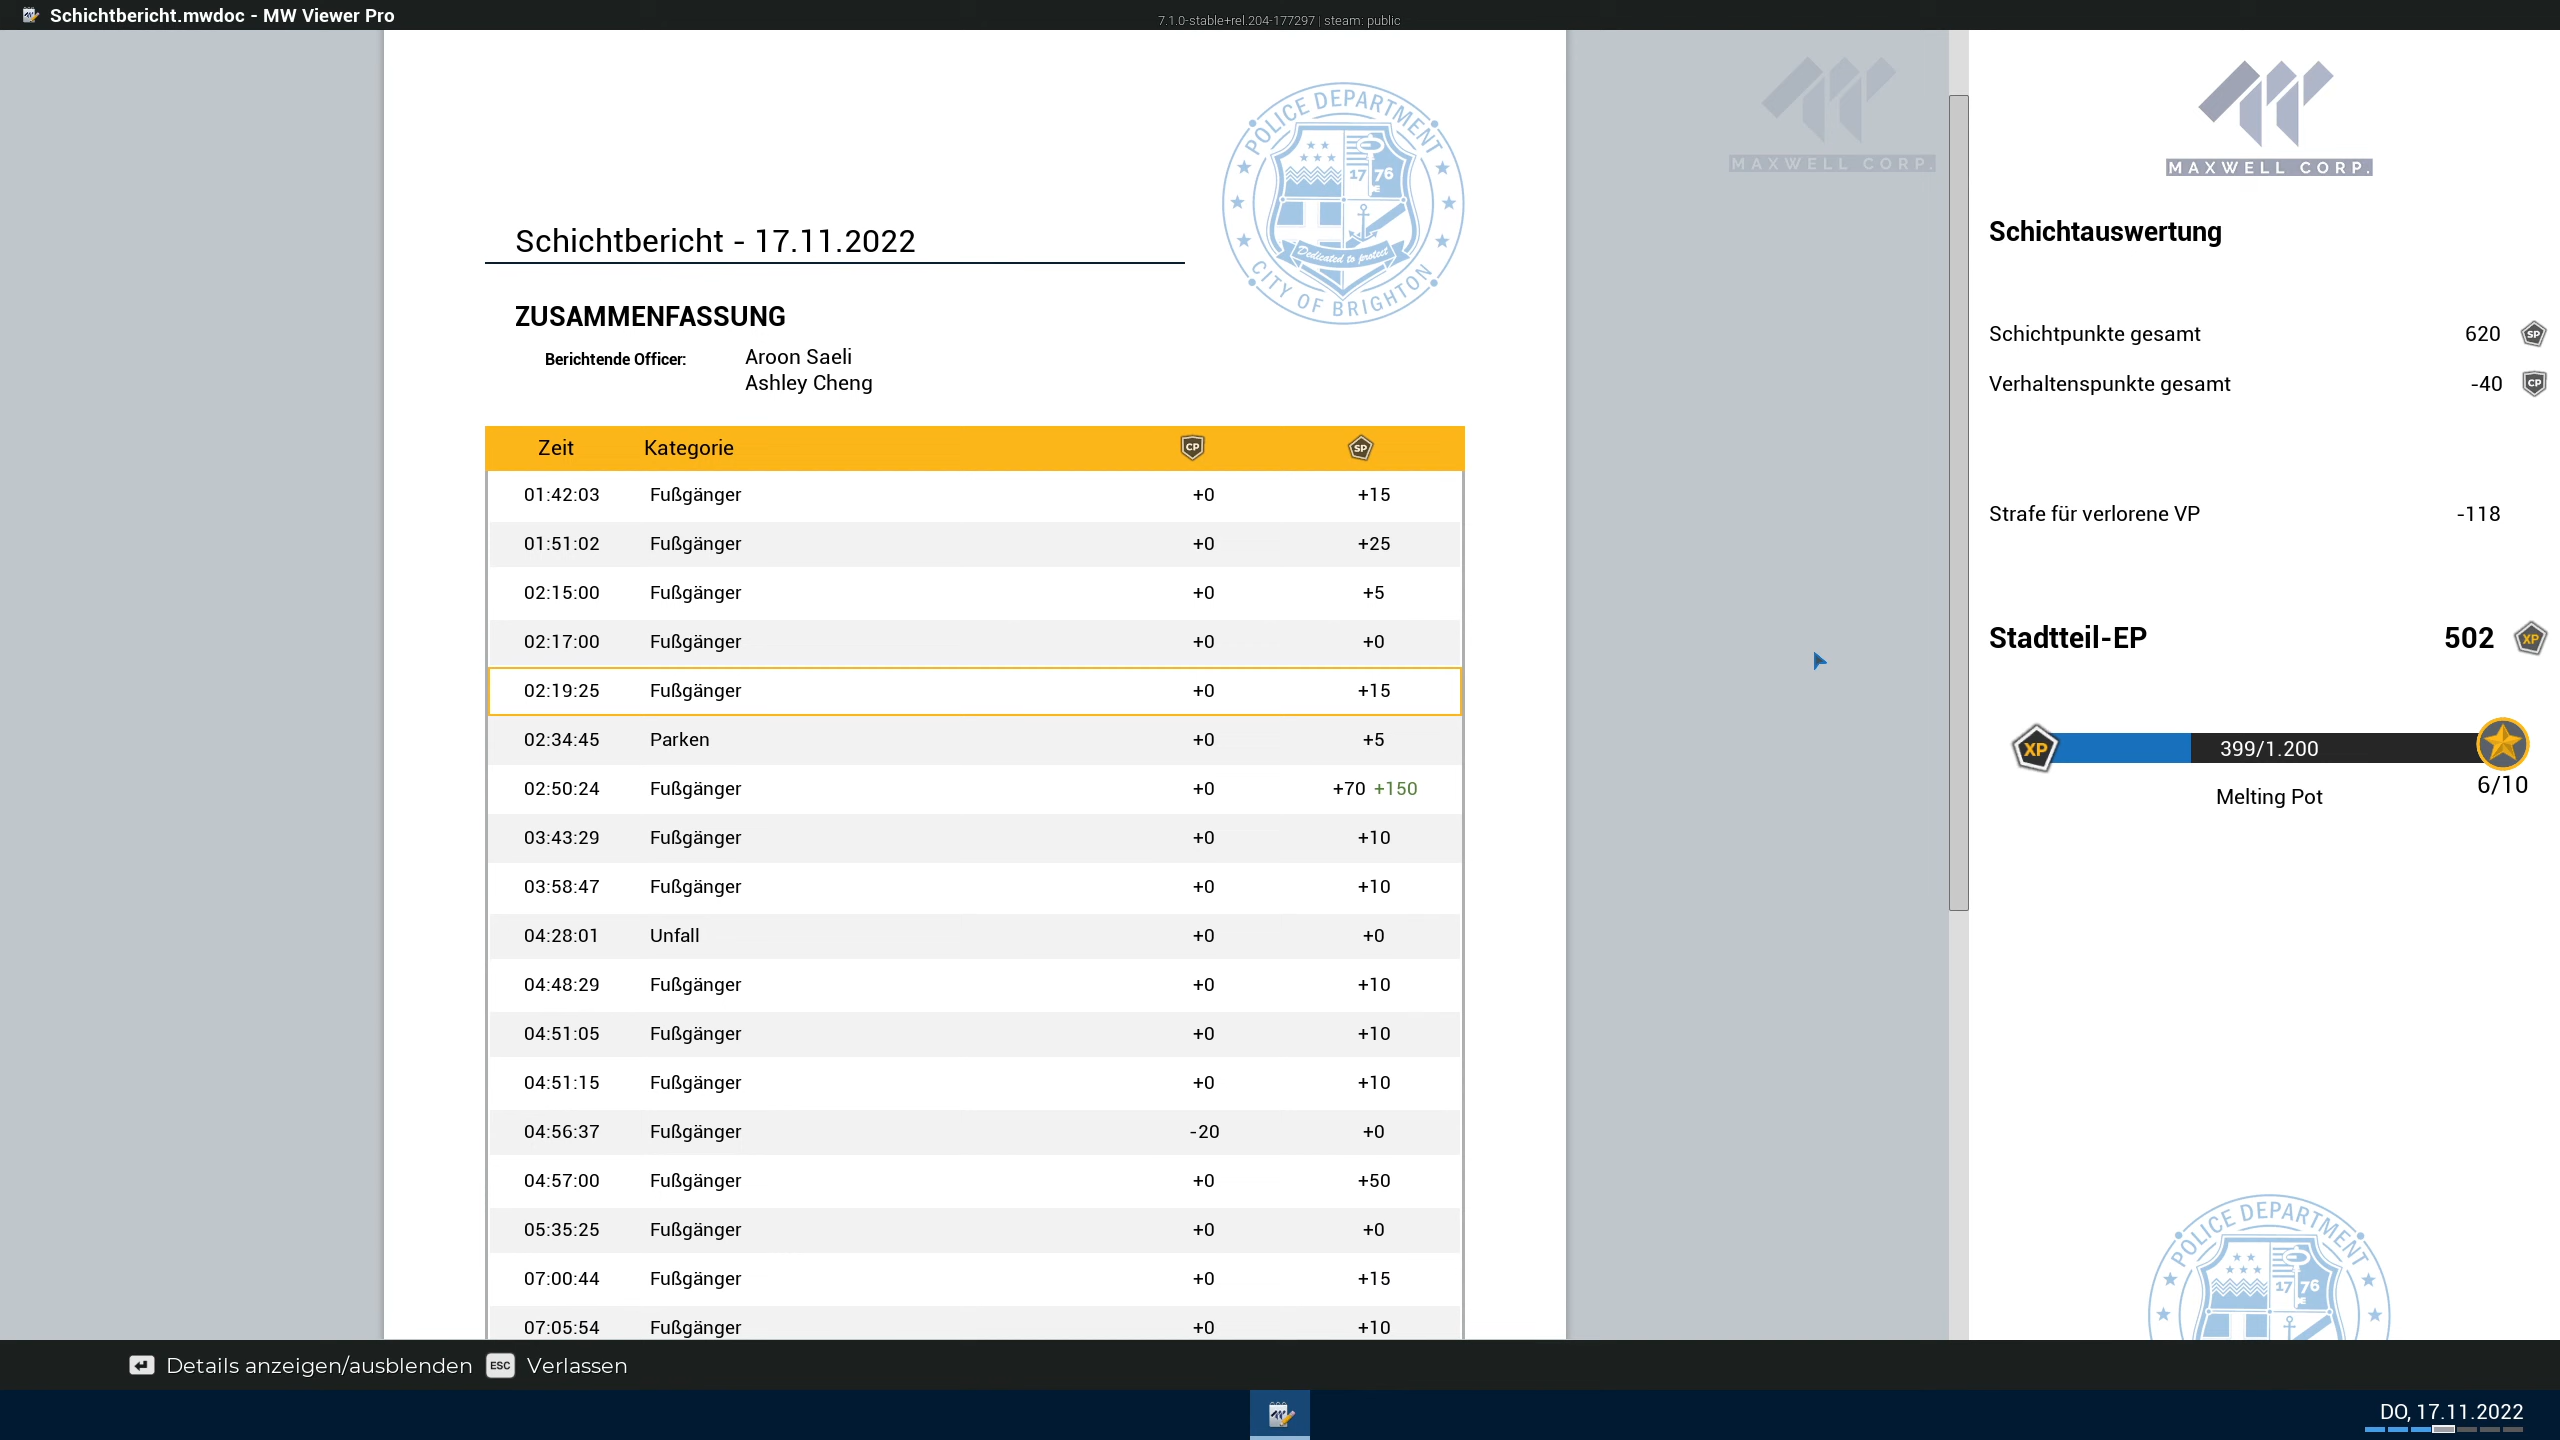 Schichtbericht.mwdoc - MW Viewer Pro
7.1.0-stable+rel.204-177297 | steam: public
MAXWELL CORP.
POLICE DEPARTMENT
17 76
Dedicated to protect
CITY OF BRIGHTON
Schichtbericht - 17.11.2022
ZUSAMMENFASSUNG
Berichtende Officer: Aroon Saeli
Ashley Cheng
Zeit Kategorie CP SP
01:42:03 Fußgänger +0 +15
01:51:02 Fußgänger +0 +25
02:15:00 Fußgänger +0 +5
02:17:00 Fußgänger +0 +0
02:19:25 Fußgänger +0 +15
02:34:45 Parken +0 +5
02:50:24 Fußgänger +0 +70 +150
03:43:29 Fußgänger +0 +10
03:58:47 Fußgänger +0 +10
04:28:01 Unfall +0 +0
04:48:29 Fußgänger +0 +10
04:51:05 Fußgänger +0 +10
04:51:15 Fußgänger +0 +10
04:56:37 Fußgänger -20 +0
04:57:00 Fußgänger +0 +50
05:35:25 Fußgänger +0 +0
07:00:44 Fußgänger +0 +15
07:05:54 Fußgänger +0 +10
MAXWELL CORP.
Schichtauswertung
Schichtpunkte gesamt 620 SP
Verhaltenspunkte gesamt -40 CP
Strafe für verlorene VP -118
Stadtteil-EP 502 XP
XP 399/1.200
6/10
Melting Pot
POLICE DEPARTMENT
17 76
Details anzeigen/ausblenden ESC Verlassen
DO, 17.11.2022